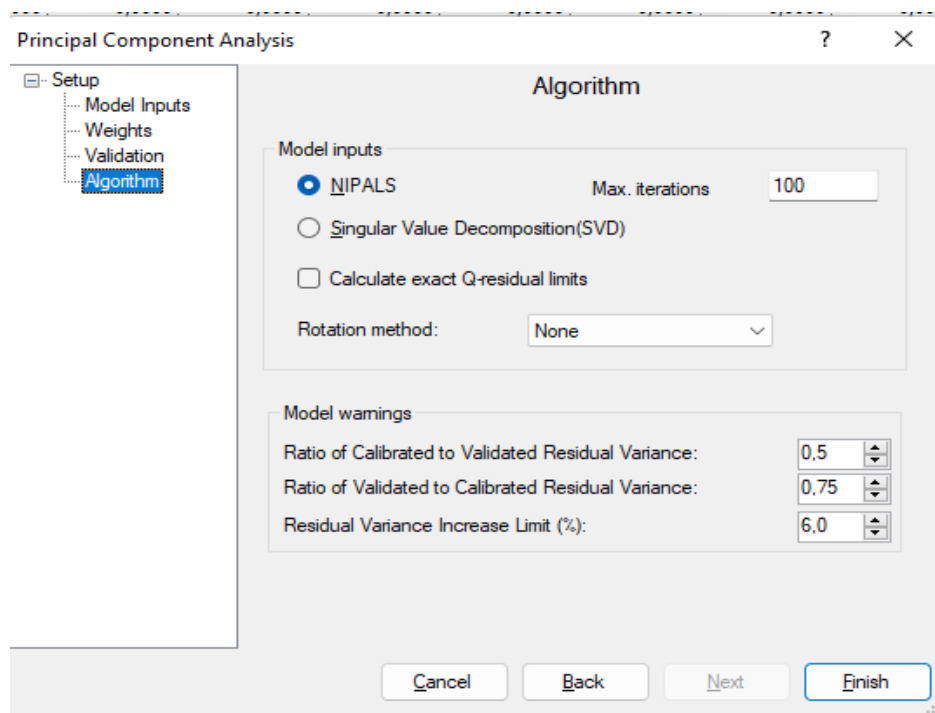 Principal Component Analysis ?
Setup
Model Inputs
Weights
Validation
Algorithm
Algorithm
Model inputs
NIPALS Max. iterations 100
Singular Value Decomposition(SVD)
Calculate exact Q-residual limits
Rotation method: None
Model warnings
Ratio of Calibrated to Validated Residual Variance: 0,5
Ratio of Validated to Calibrated Residual Variance: 0,75
Residual Variance Increase Limit (%): 6,0
Cancel Back Next Finish